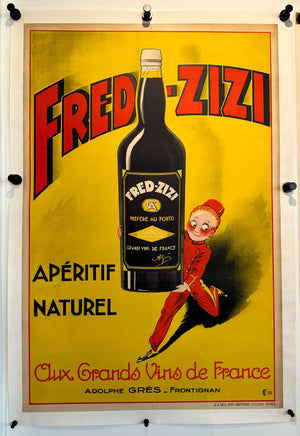 FRED-ZIZI
FRED-ZIZI
PRÉFÉRÉ AU PORTO
GRAND VINS DE FRANCE
APÉRITIF
NATUREL
Aux Grands Vins de France
ADOLPHE GRÈS - FRONTIGNAN